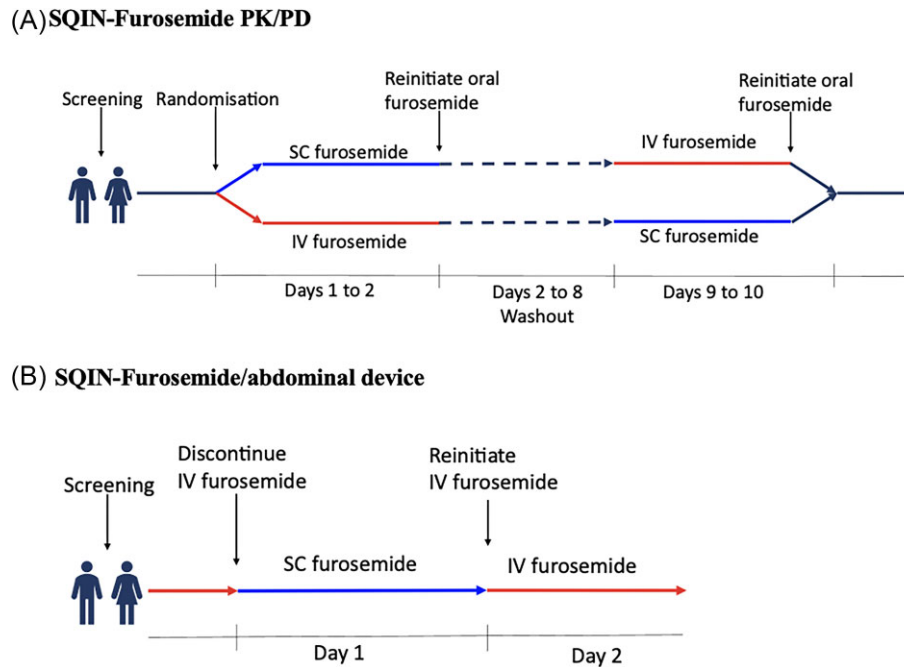 (A) SQIN-Furosemide PK/PD
Screening
Randomisation
Reinitiate oral
furosemide
Reinitiate oral
furosemide
SC furosemide
IV furosemide
IV furosemide
SC furosemide
Days 1 to 2
Days 2 to 8
Washout
Days 9 to 10
(B) SQIN-Furosemide/abdominal device
Screening
Discontinue
IV furosemide
Reinitiate
IV furosemide
SC furosemide
IV furosemide
Day 1
Day 2